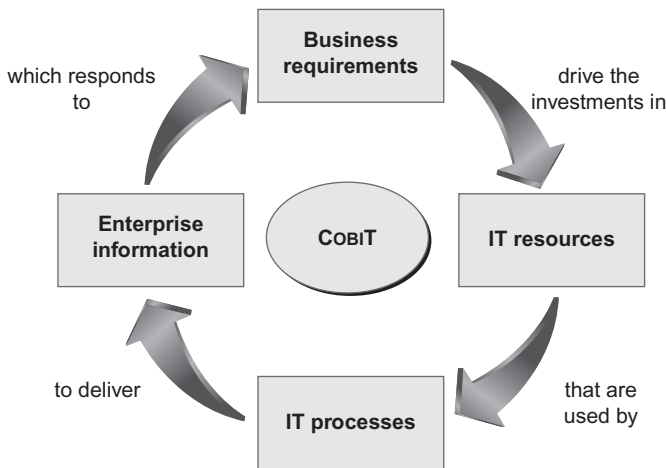 Business
requirements
which responds
to
drive the
investments in
Enterprise
information
COBIT
IT resources
to deliver
IT processes
that are
used by